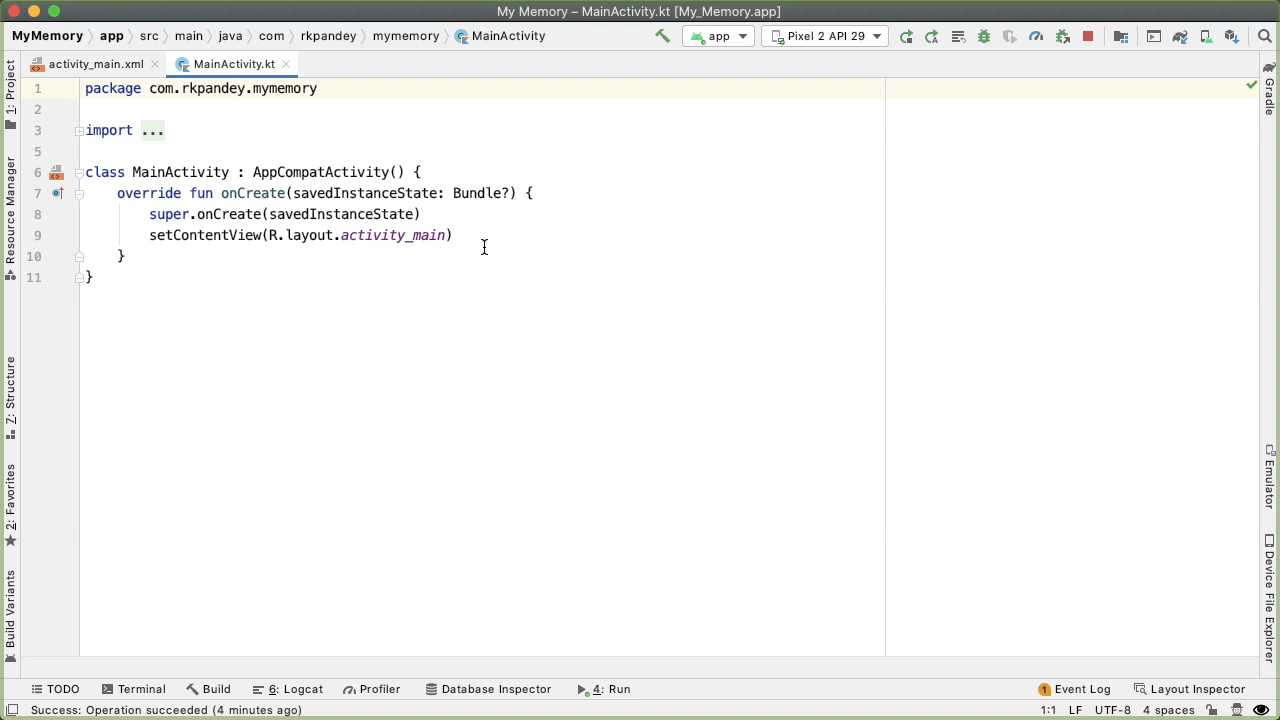 My Memory – MainActivity.kt [My_Memory.app]
MyMemory app src main java com rkpandey mymemory MainActivity
app Pixel 2 API 29
activity_main.xml MainActivity.kt
1 package com.rkpandey.mymemory
2
3 import ...
5
6 class MainActivity : AppCompatActivity() {
7 override fun onCreate(savedInstanceState: Bundle?) {
8 super.onCreate(savedInstanceState)
9 setContentView(R.layout.activity_main)
10 }
11 }
1: Project
Resource Manager
7: Structure
2: Favorites
Build Variants
Gradle
Emulator
Device File Explorer
TODO Terminal Build 6: Logcat Profiler Database Inspector 4: Run 1 Event Log Layout Inspector
Success: Operation succeeded (4 minutes ago) 1:1 LF UTF-8 4 spaces